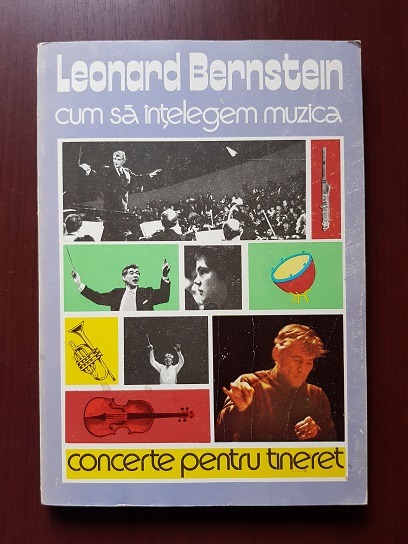 Leonard Bernstein
cum să înțelegem muzica
concerte pentru tineret